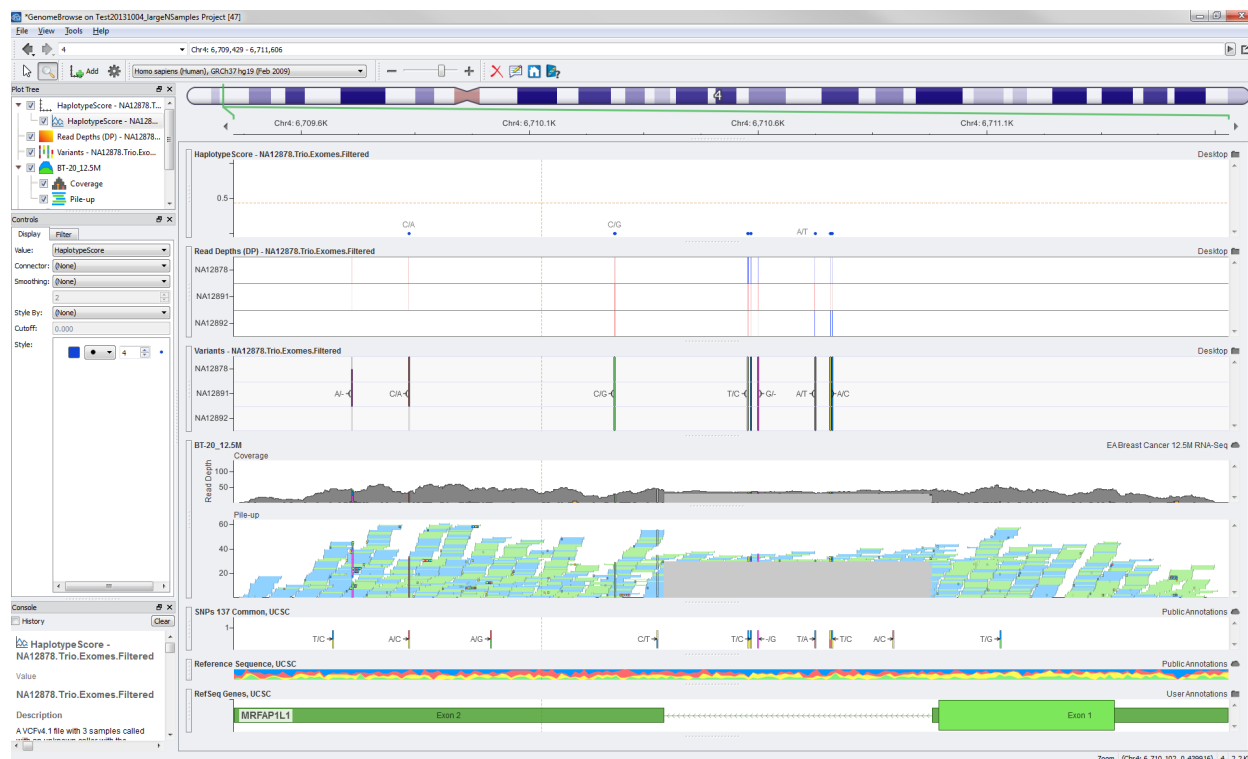 *GenomeBrowse on Test20131004_largeNSamples Project [47]
File View Tools Help
4 Chr4: 6,709,429 - 6,711,606
Add Homo sapiens (Human), GRCh37 hg19 (Feb 2009)
Plot Tree
HaplotypeScore - NA12878.T...
HaplotypeScore - NA128...
Read Depths (DP) - NA12878...
Variants - NA12878.Trio.Exo...
BT-20_12.5M
Coverage
Pile-up
Controls
Display Filter
Value: HaplotypeScore
Connector: (None)
Smoothing: (None)
2
Style By: (None)
Cutoff: 0.000
Style: 4
Console
History Clear
HaplotypeScore -
NA12878.Trio.Exomes.Filtered
Value
NA12878.Trio.Exomes.Filtered
Description
A VCFv4.1 file with 3 samples called
4
Chr4: 6,709.6K Chr4: 6,710.1K Chr4: 6,710.6K Chr4: 6,711.1K
HaplotypeScore - NA12878.Trio.Exomes.Filtered Desktop
0.5
C/A C/G A/T
Read Depths (DP) - NA12878.Trio.Exomes.Filtered Desktop
NA12878
NA12891
NA12892
Variants - NA12878.Trio.Exomes.Filtered Desktop
NA12878
NA12891 A/- C/A C/G T/C G/- A/T A/C
NA12892
BT-20_12.5M EA Breast Cancer 12.5M RNA-Seq
Coverage
Read Depth
100
50
Pile-up
60
40
20
SNPs 137 Common, UCSC Public Annotations
1
T/C A/C A/G C/T T/C -/G T/A T/C A/C T/G
Reference Sequence, UCSC Public Annotations
RefSeq Genes, UCSC User Annotations
MRFAP1L1 Exon 2 Exon 1